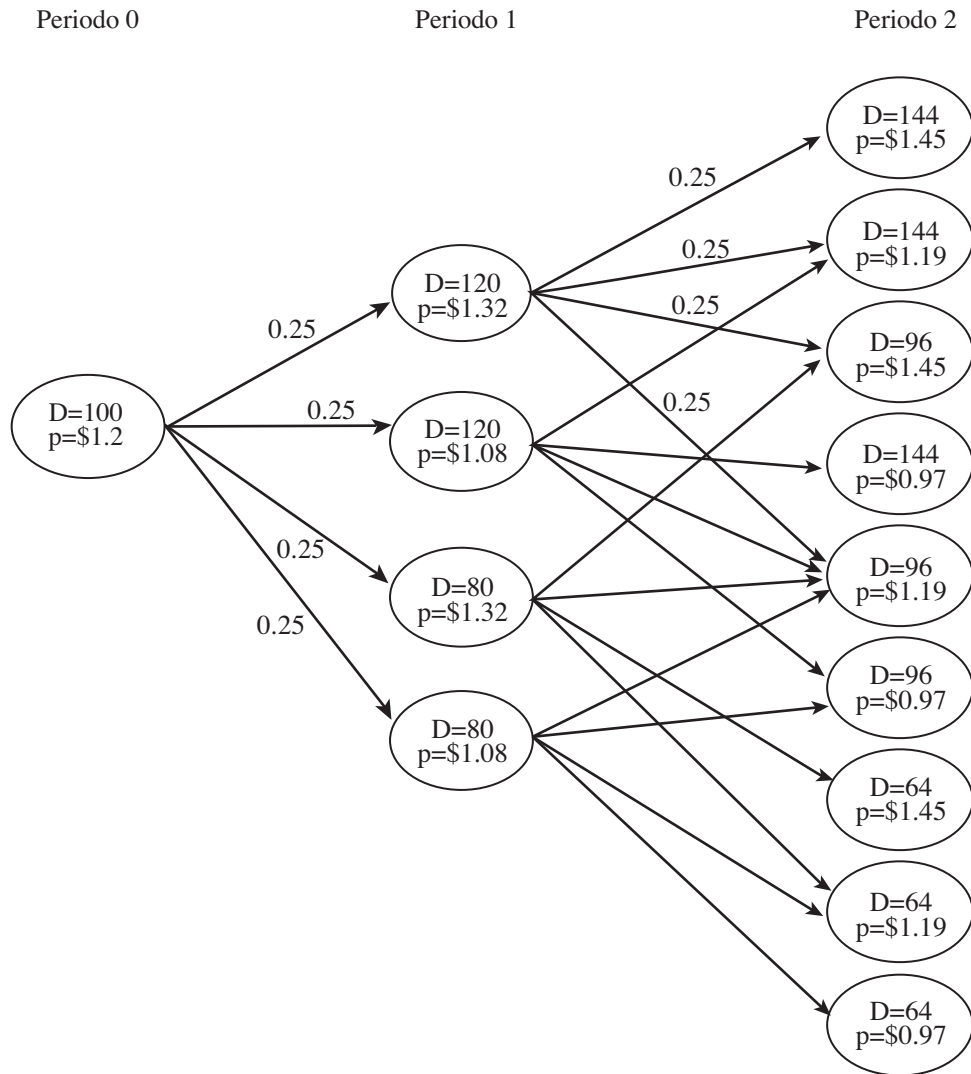 Periodo 0
Periodo 1
Periodo 2
D=100
p=$1.2
0.25
0.25
0.25
0.25
D=120
p=$1.32
D=120
p=$1.08
D=80
p=$1.32
D=80
p=$1.08
0.25
0.25
0.25
0.25
D=144
p=$1.45
D=144
p=$1.19
D=96
p=$1.45
D=144
p=$0.97
D=96
p=$1.19
D=96
p=$0.97
D=64
p=$1.45
D=64
p=$1.19
D=64
p=$0.97